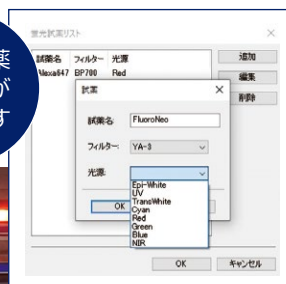 蛍光試薬リスト
試薬名 フィルター 光源 追加
Alexa647 BP700 Red 編集
削除
薬
が
す
試薬
試薬名: FluoroNeo
フィルター: YA-3
光源:
Epi-White
UV
TransWhite
Cyan
Red
Green
Blue
NIR
OK
OK キャンセル